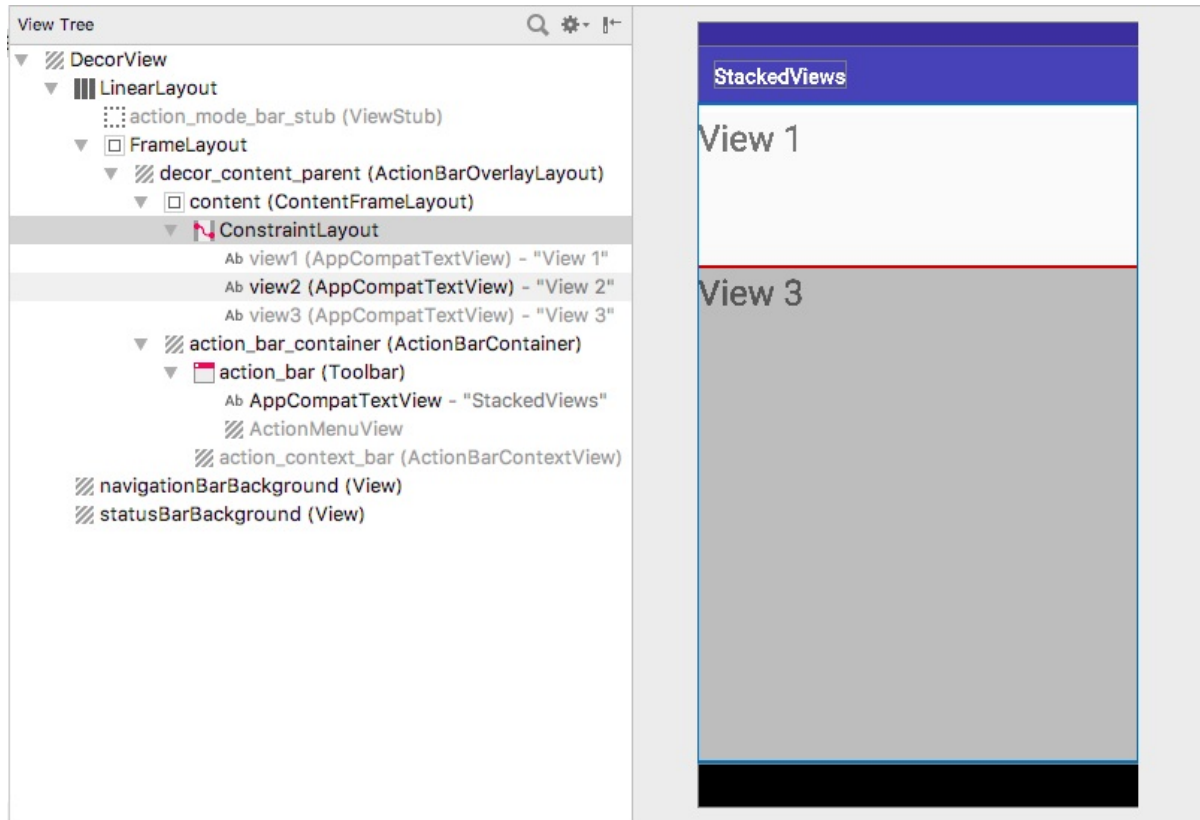 View Tree
DecorView
LinearLayout
action_mode_bar_stub (ViewStub)
FrameLayout
decor_content_parent (ActionBarOverlayLayout)
content (ContentFrameLayout)
ConstraintLayout
Ab view1 (AppCompatTextView) - "View 1"
Ab view2 (AppCompatTextView) - "View 2"
Ab view3 (AppCompatTextView) - "View 3"
action_bar_container (ActionBarContainer)
action_bar (Toolbar)
Ab AppCompatTextView - "StackedViews"
ActionMenuView
action_context_bar (ActionBarContextView)
navigationBarBackground (View)
statusBarBackground (View)
StackedViews
View 1
View 3